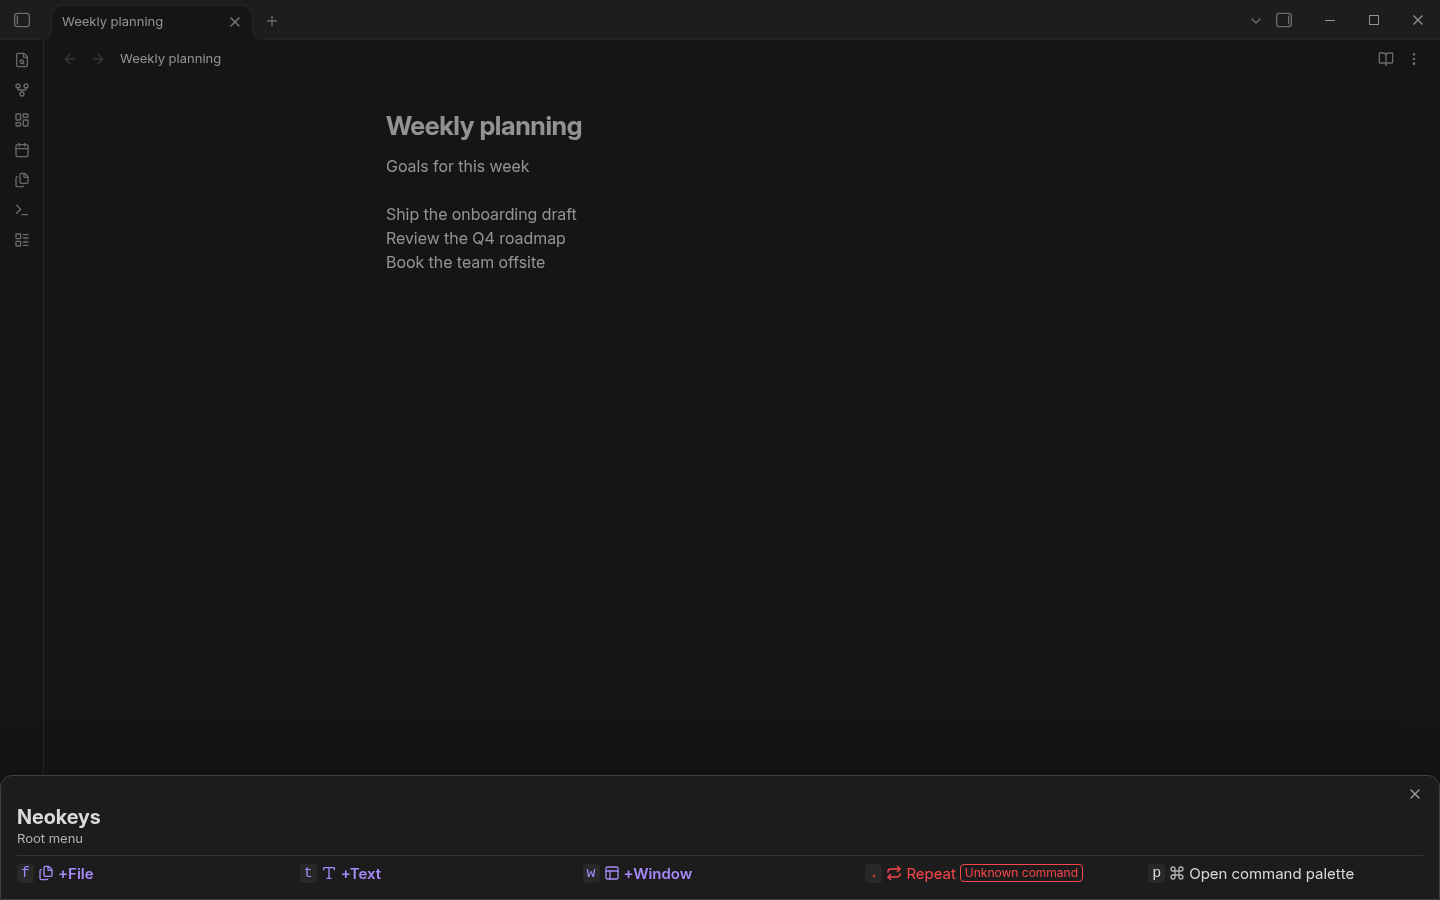 Weekly planning
Weekly planning
Weekly planning
Goals for this week
Ship the onboarding draft
Review the Q4 roadmap
Book the team offsite
Neokeys
Root menu
f +File t +Text w +Window . Repeat Unknown command p Open command palette